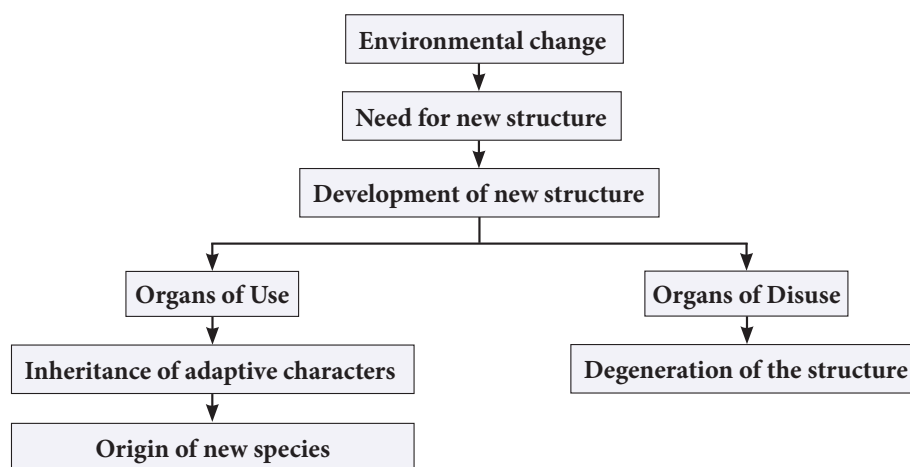 Environmental change
Need for new structure
Development of new structure
Organs of Use
Organs of Disuse
Inheritance of adaptive characters
Degeneration of the structure
Origin of new species